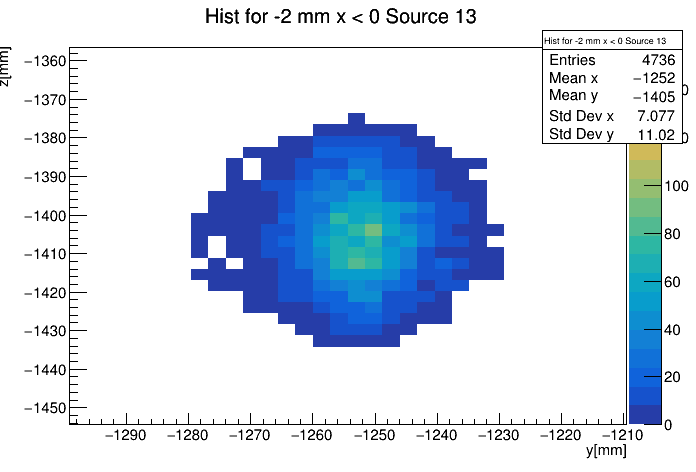 Hist for -2 mm x < 0 Source 13
z[mm]
Hist for -2 mm x < 0 Source 13
Entries 4736
Mean x −1252
Mean y −1405
Std Dev x 7.077
Std Dev y 11.02
−1360
−1370
−1380
−1390
−1400
−1410
−1420
−1430
−1440
−1450
100
80
60
40
20
0
−1290 −1280 −1270 −1260 −1250 −1240 −1230 −1220 −1210
y[mm]